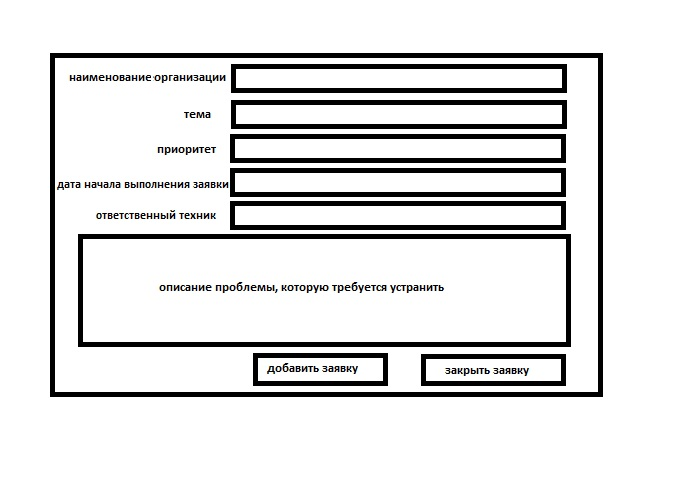 наименование организации
тема
приоритет
дата начала выполнения заявки
ответственный техник
описание проблемы, которую требуется устранить
добавить заявку
закрыть заявку